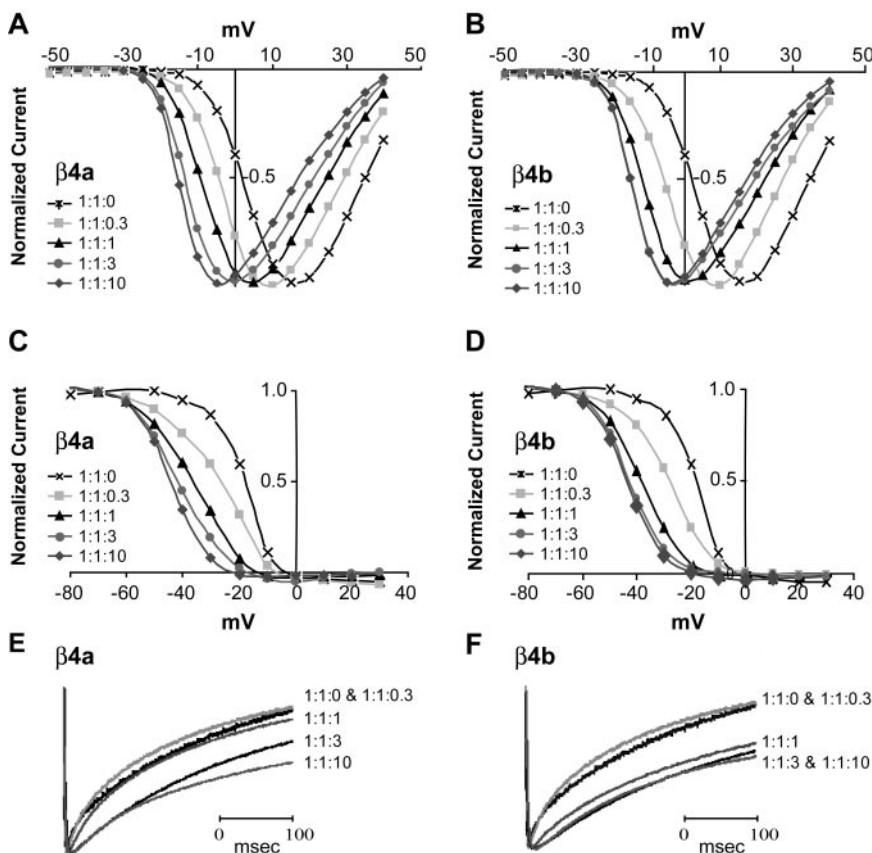 A
mV
-50 -30 -10 10 30 50
Normalized Current
-0.5
β4a
1:1:0
1:1:0.3
1:1:1
1:1:3
1:1:10
B
mV
-50 -30 -10 10 30 50
Normalized Current
-0.5
β4b
1:1:0
1:1:0.3
1:1:1
1:1:3
1:1:10
C
Normalized Current
1.0
0.5
β4a
1:1:0
1:1:0.3
1:1:1
1:1:3
1:1:10
-80 -60 -40 -20 0 20 40
mV
D
Normalized Current
1.0
0.5
β4b
1:1:0
1:1:0.3
1:1:1
1:1:3
1:1:10
-80 -60 -40 -20 0 20 40
mV
E
β4a
1:1:0 & 1:1:0.3
1:1:1
1:1:3
1:1:10
0 100
msec
F
β4b
1:1:0 & 1:1:0.3
1:1:1
1:1:3 & 1:1:10
0 100
msec